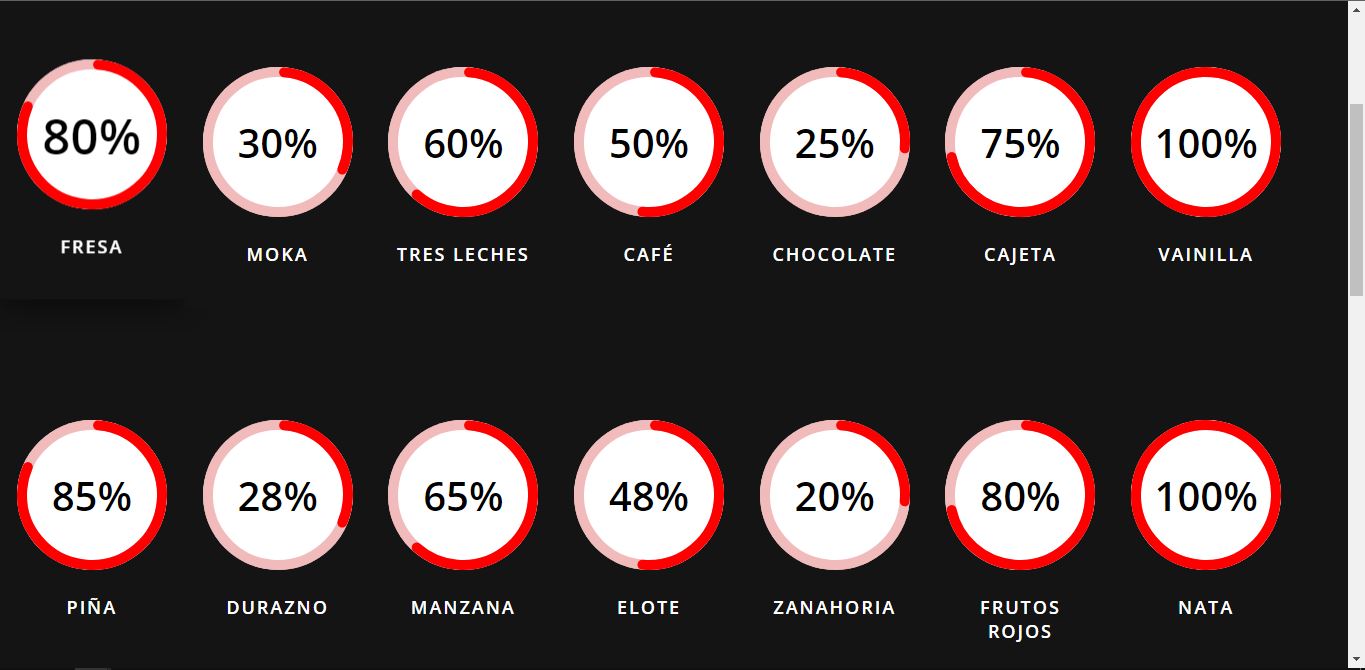 80%
30%
60%
50%
25%
75%
100%
FRESA
MOKA
TRES LECHES
CAFÉ
CHOCOLATE
CAJETA
VAINILLA
85%
28%
65%
48%
20%
80%
100%
PIÑA
DURAZNO
MANZANA
ELOTE
ZANAHORIA
FRUTOS
ROJOS
NATA